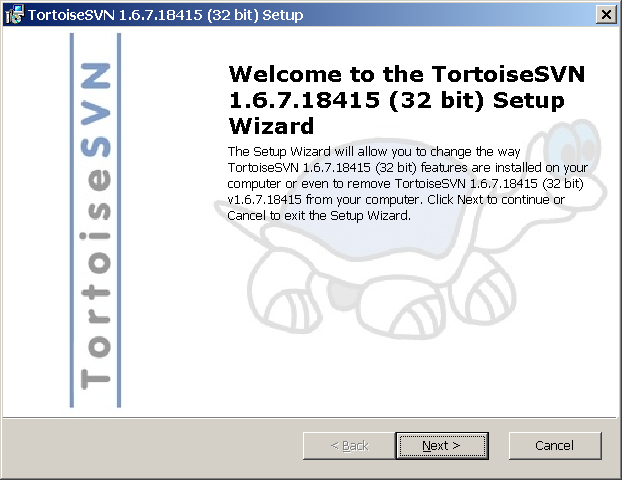 TortoiseSVN 1.6.7.18415 (32 bit) Setup
TortoiseSVN
Welcome to the TortoiseSVN
1.6.7.18415 (32 bit) Setup
Wizard
The Setup Wizard will allow you to change the way
TortoiseSVN 1.6.7.18415 (32 bit) features are installed on your
computer or even to remove TortoiseSVN 1.6.7.18415 (32 bit)
v1.6.7.18415 from your computer. Click Next to continue or
Cancel to exit the Setup Wizard.
< Back
Next >
Cancel